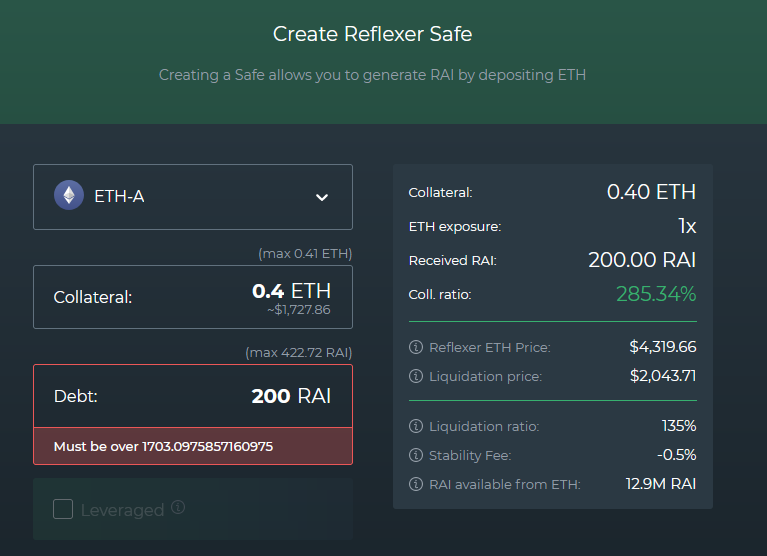 Create Reflexer Safe
Creating a Safe allows you to generate RAI by depositing ETH
ETH-A
(max 0.41 ETH)
Collateral: 0.4 ETH
~$1,727.86
(max 422.72 RAI)
Debt: 200 RAI
Must be over 1703.0975857160975
Leveraged
Collateral: 0.40 ETH
ETH exposure: 1x
Received RAI: 200.00 RAI
Coll. ratio: 285.34%
Reflexer ETH Price: $4,319.66
Liquidation price: $2,043.71
Liquidation ratio: 135%
Stability Fee: -0.5%
RAI available from ETH: 12.9M RAI